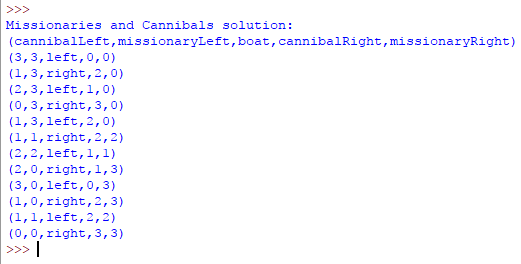 >>>
Missionaries and Cannibals solution:
(cannibalLeft,missionaryLeft,boat,cannibalRight,missionaryRight)
(3,3,left,0,0)
(1,3,right,2,0)
(2,3,left,1,0)
(0,3,right,3,0)
(1,3,left,2,0)
(1,1,right,2,2)
(2,2,left,1,1)
(2,0,right,1,3)
(3,0,left,0,3)
(1,0,right,2,3)
(1,1,left,2,2)
(0,0,right,3,3)
>>>